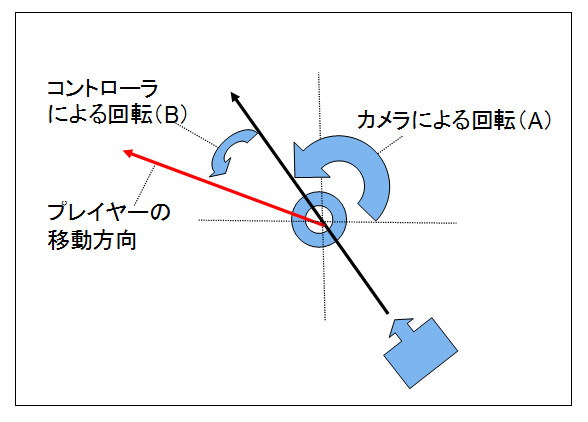 コントローラ
による回転（B）
カメラによる回転（A）
プレイヤーの
移動方向